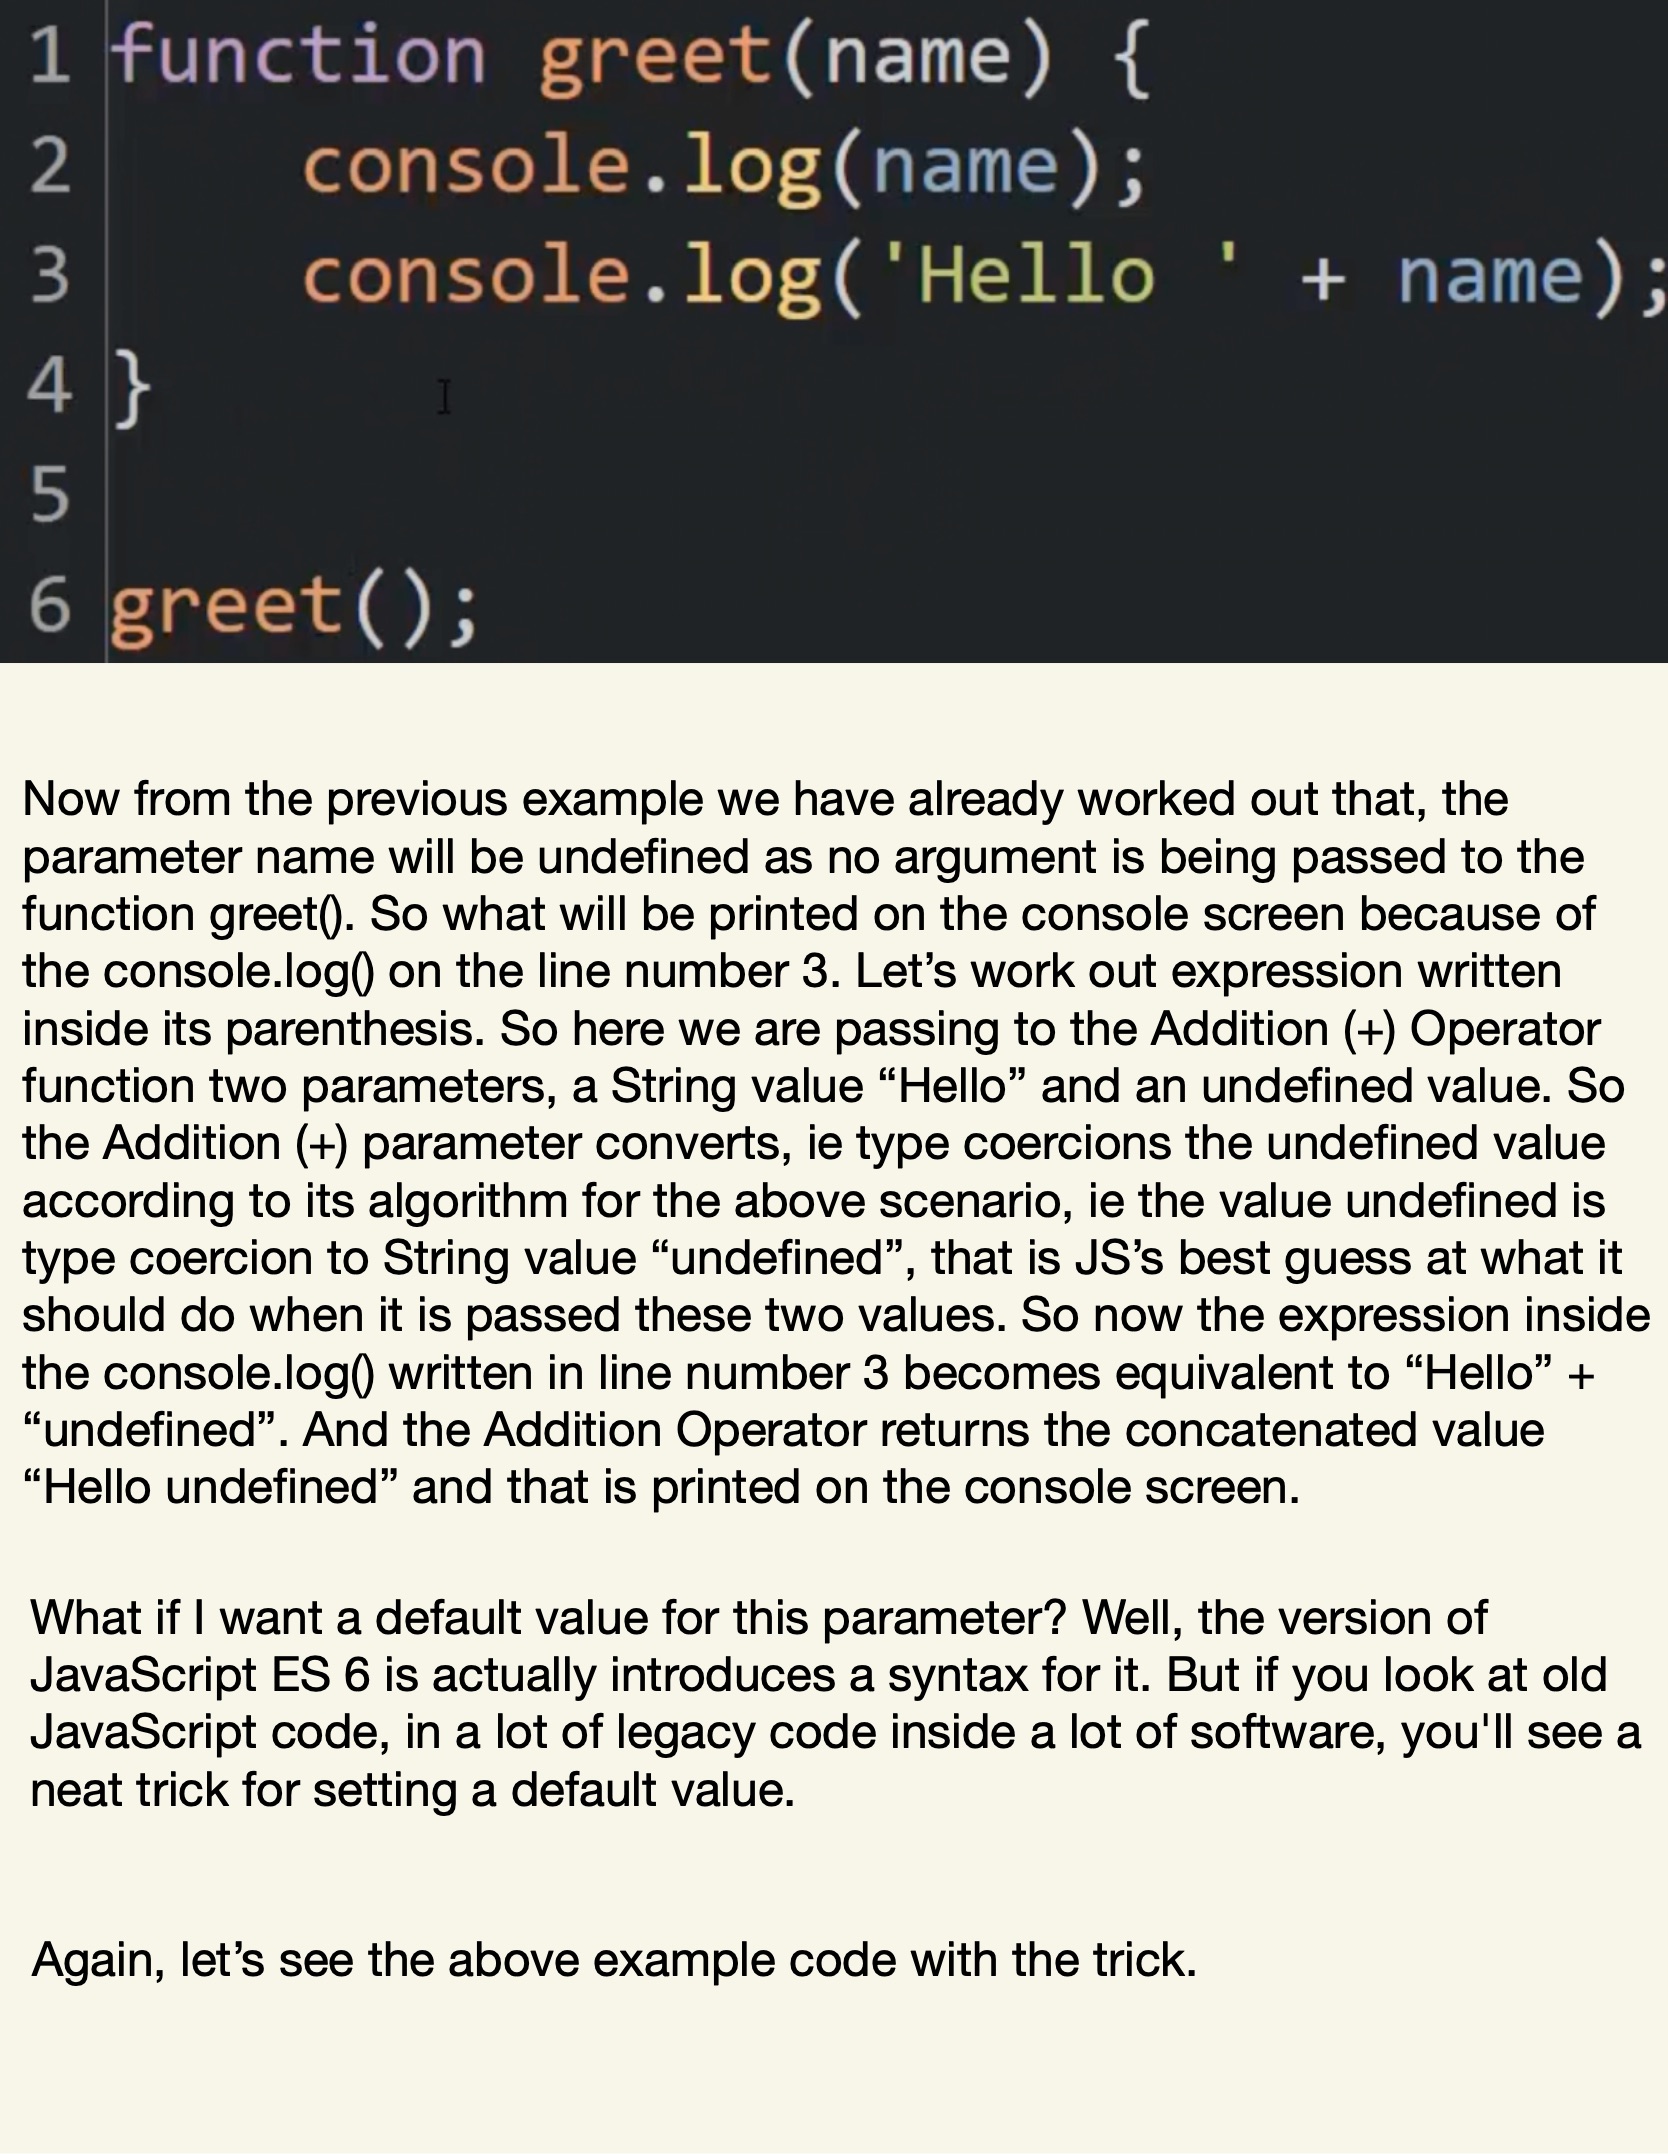 1 function greet(name) {
2     console.log(name);
3     console.log('Hello ' + name);
4 }
5
6 greet();
Now from the previous example we have already worked out that, the
parameter name will be undefined as no argument is being passed to the
function greet(). So what will be printed on the console screen because of
the console.log() on the line number 3. Let’s work out expression written
inside its parenthesis. So here we are passing to the Addition (+) Operator
function two parameters, a String value “Hello” and an undefined value. So
the Addition (+) parameter converts, ie type coercions the undefined value
according to its algorithm for the above scenario, ie the value undefined is
type coercion to String value “undefined”, that is JS’s best guess at what it
should do when it is passed these two values. So now the expression inside
the console.log() written in line number 3 becomes equivalent to “Hello” +
“undefined”. And the Addition Operator returns the concatenated value
“Hello undefined” and that is printed on the console screen.
What if I want a default value for this parameter? Well, the version of
JavaScript ES 6 is actually introduces a syntax for it. But if you look at old
JavaScript code, in a lot of legacy code inside a lot of software, you'll see a
neat trick for setting a default value.
Again, let’s see the above example code with the trick.